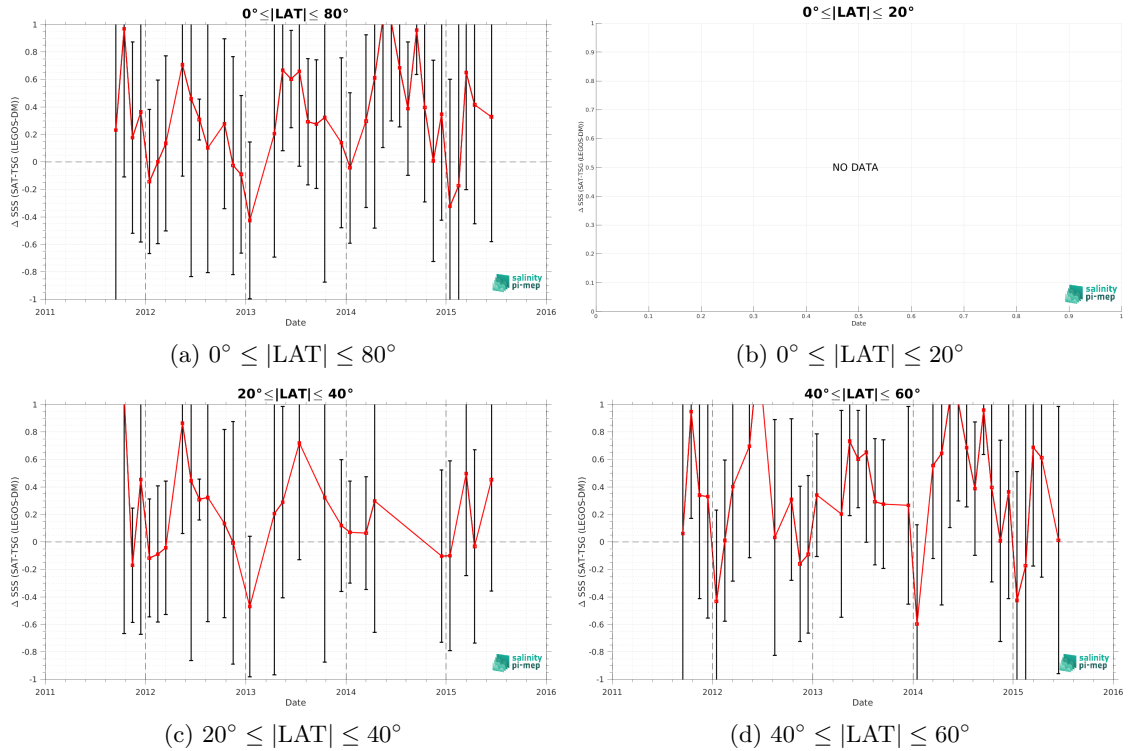 0°≤|LAT|≤ 80°
Δ SSS (SAT-TSG (LEGOS-DM))
1
0.8
0.6
0.4
0.2
0
-0.2
-0.4
-0.6
-0.8
-1
2011
2012
2013
2014
2015
2016
Date
salinity
pi-mep
(a) 0° ≤ |LAT| ≤ 80°
0°≤|LAT|≤ 20°
Δ SSS (SAT-TSG (LEGOS-DM))
1
0.9
0.8
0.7
0.6
0.5
0.4
0.3
0.2
0.1
0
NO DATA
0
0.1
0.2
0.3
0.4
0.5
0.6
0.7
0.8
0.9
1
Date
salinity
pi-mep
(b) 0° ≤ |LAT| ≤ 20°
20°≤|LAT|≤ 40°
Δ SSS (SAT-TSG (LEGOS-DM))
1
0.8
0.6
0.4
0.2
0
-0.2
-0.4
-0.6
-0.8
-1
2011
2012
2013
2014
2015
2016
Date
salinity
pi-mep
(c) 20° ≤ |LAT| ≤ 40°
40°≤|LAT|≤ 60°
Δ SSS (SAT-TSG (LEGOS-DM))
1
0.8
0.6
0.4
0.2
0
-0.2
-0.4
-0.6
-0.8
-1
2011
2012
2013
2014
2015
2016
Date
salinity
pi-mep
(d) 40° ≤ |LAT| ≤ 60°